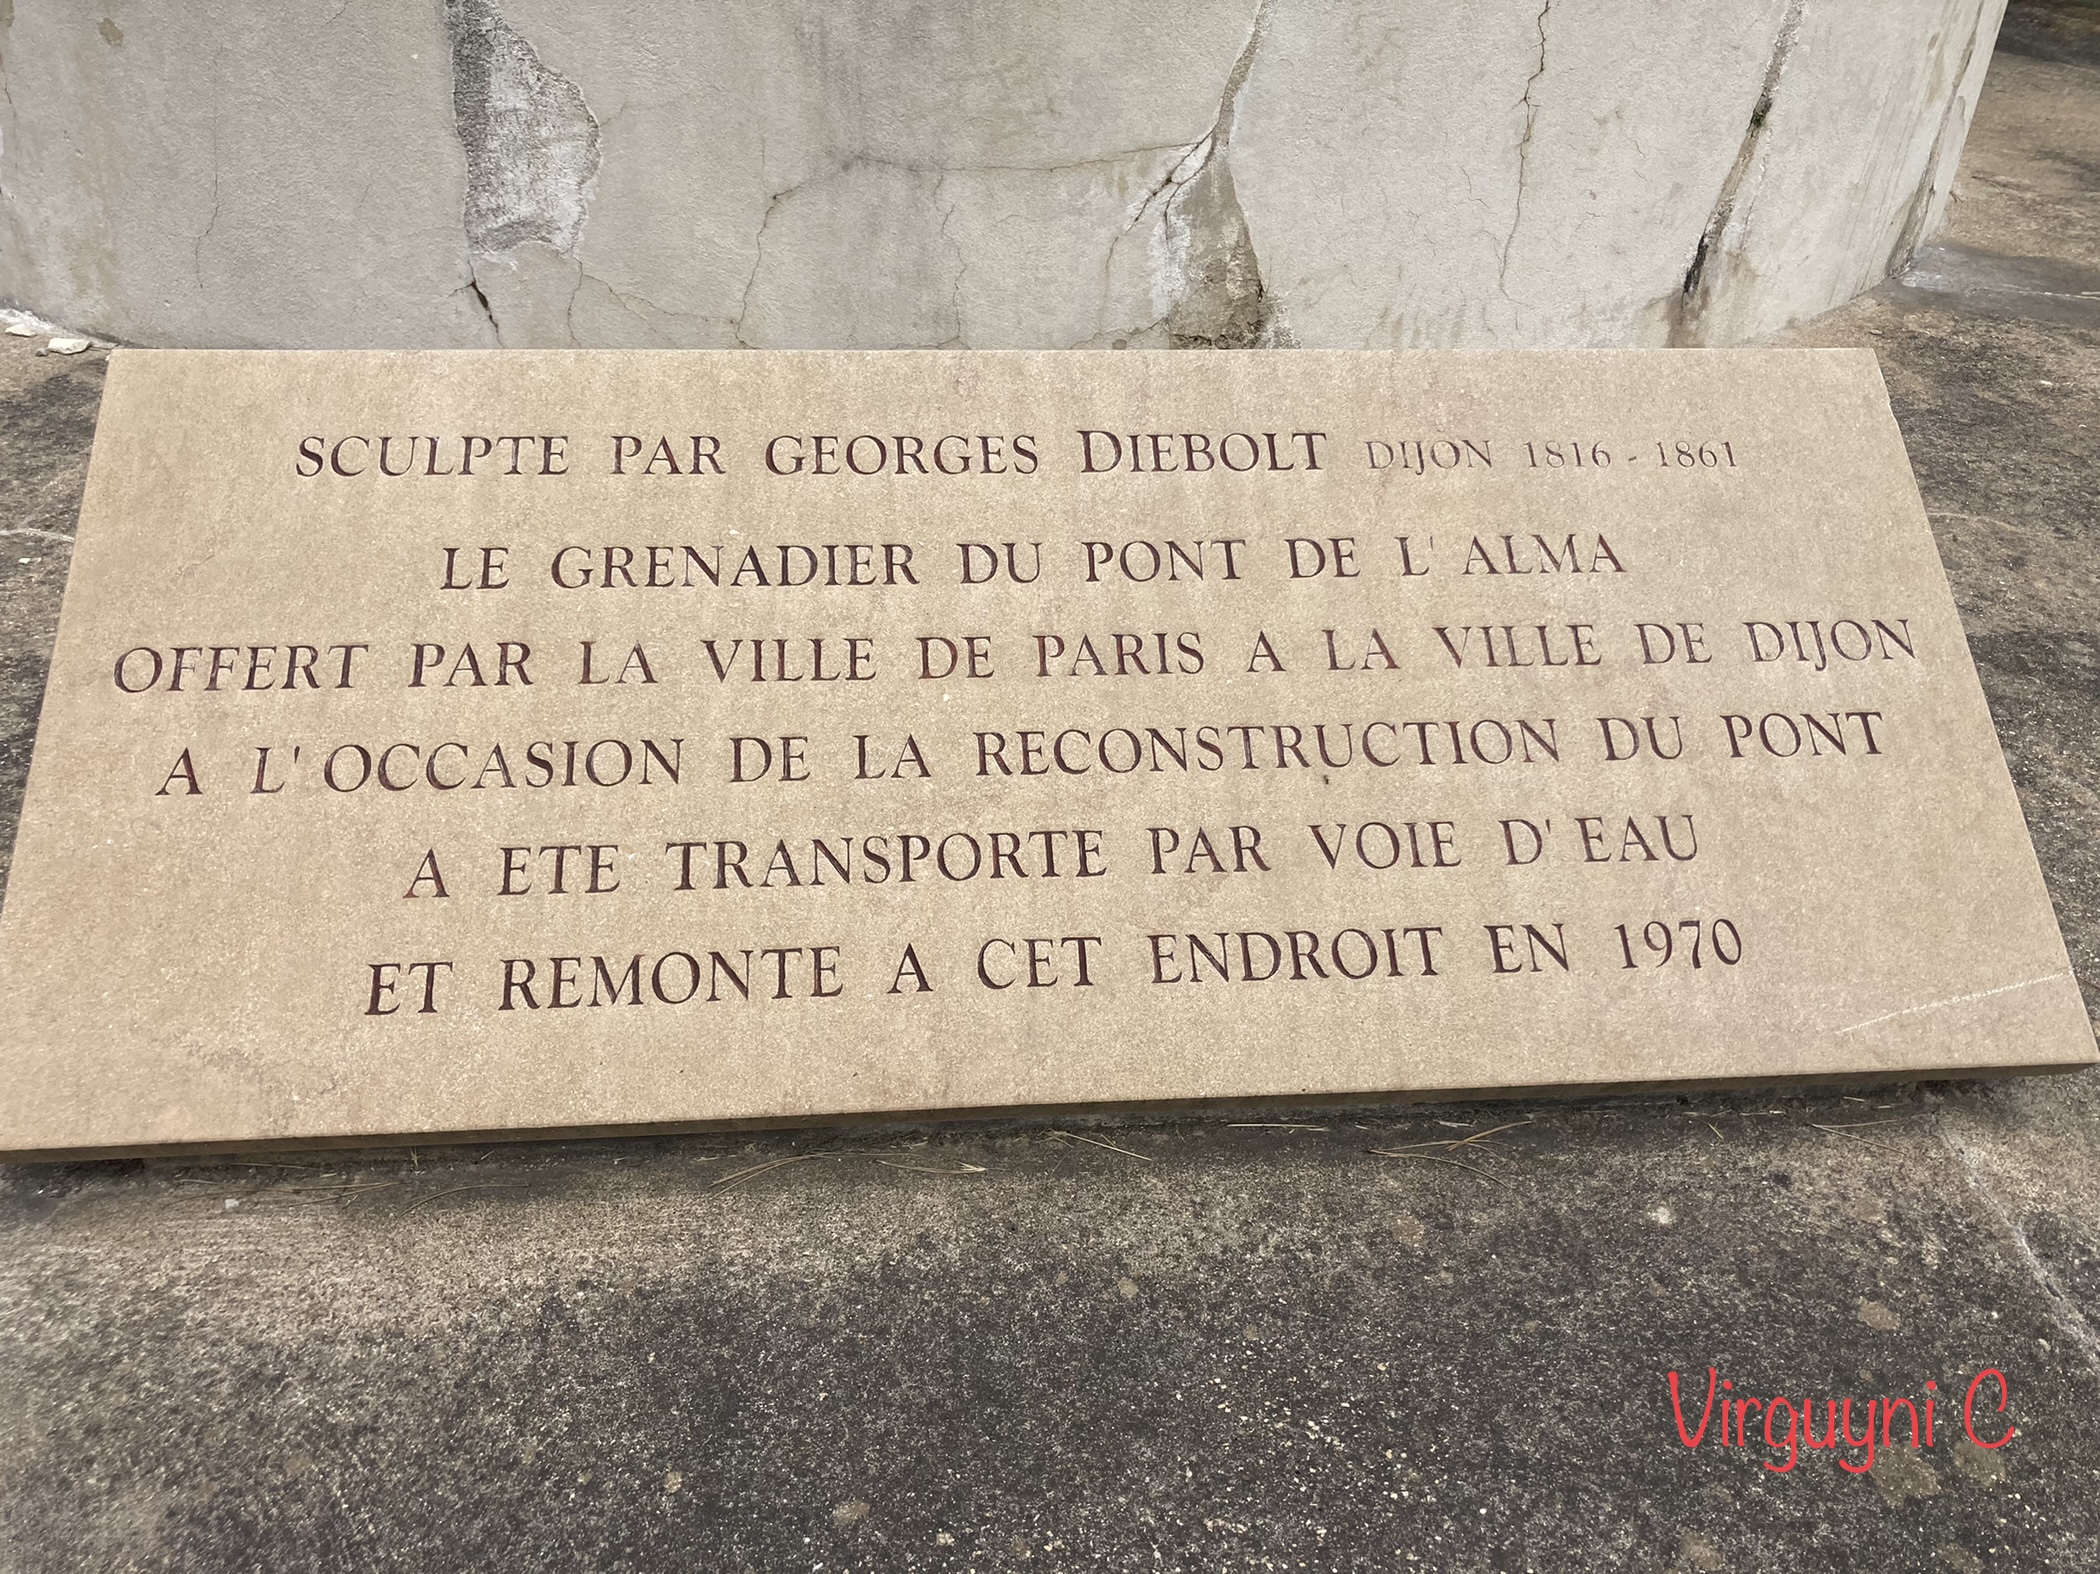 SCULPTE PAR GEORGES DIEBOLT DIJON 1816 - 1861
LE GRENADIER DU PONT DE L'ALMA
OFFERT PAR LA VILLE DE PARIS A LA VILLE DE DIJON
A L'OCCASION DE LA RECONSTRUCTION DU PONT
A ETE TRANSPORTE PAR VOIE D'EAU
ET REMONTE A CET ENDROIT EN 1970
Virguyni C